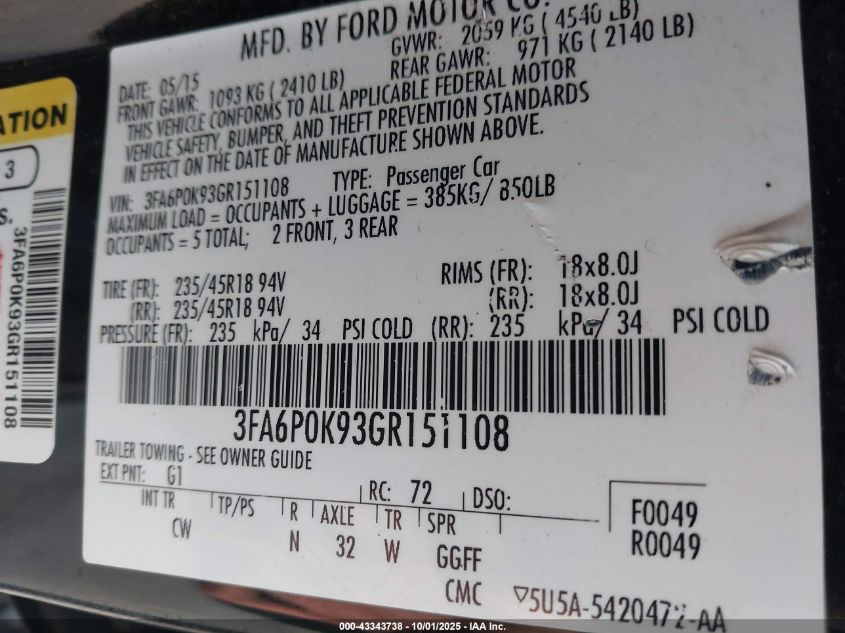 MFD. BY FORD MOTOR CO.
DATE: 05/15 GVWR: 2059 KG ( 4540 LB)
FRONT GAWR: 1093 KG ( 2410 LB) REAR GAWR: 971 KG ( 2140 LB)
THIS VEHICLE CONFORMS TO ALL APPLICABLE FEDERAL MOTOR
VEHICLE SAFETY, BUMPER, AND THEFT PREVENTION STANDARDS
IN EFFECT ON THE DATE OF MANUFACTURE SHOWN ABOVE.
VIN: 3FA6P0K93GR151108 TYPE: Passenger Car
MAXIMUM LOAD = OCCUPANTS + LUGGAGE = 385KG/ 850LB
OCCUPANTS = 5 TOTAL; 2 FRONT, 3 REAR
TIRE (FR): 235/45R18 94V RIMS (FR): 18x8.0J
(RR): 235/45R18 94V (RR): 18x8.0J
PRESSURE (FR): 235 kPa/ 34 PSI COLD (RR): 235 kPa/ 34 PSI COLD
3FA6P0K93GR151108
TRAILER TOWING - SEE OWNER GUIDE
EXT PNT: G1 RC: 72 DSO:
INT TR TP/PS R AXLE TR SPR
CW N 32 W GGFF
F0049
R0049
CMC ▽5U5A-5420472-AA
ATION
3
S.
3FA6P0K93GR151108
000-43343738 - 10/01/2025 - IAA Inc.